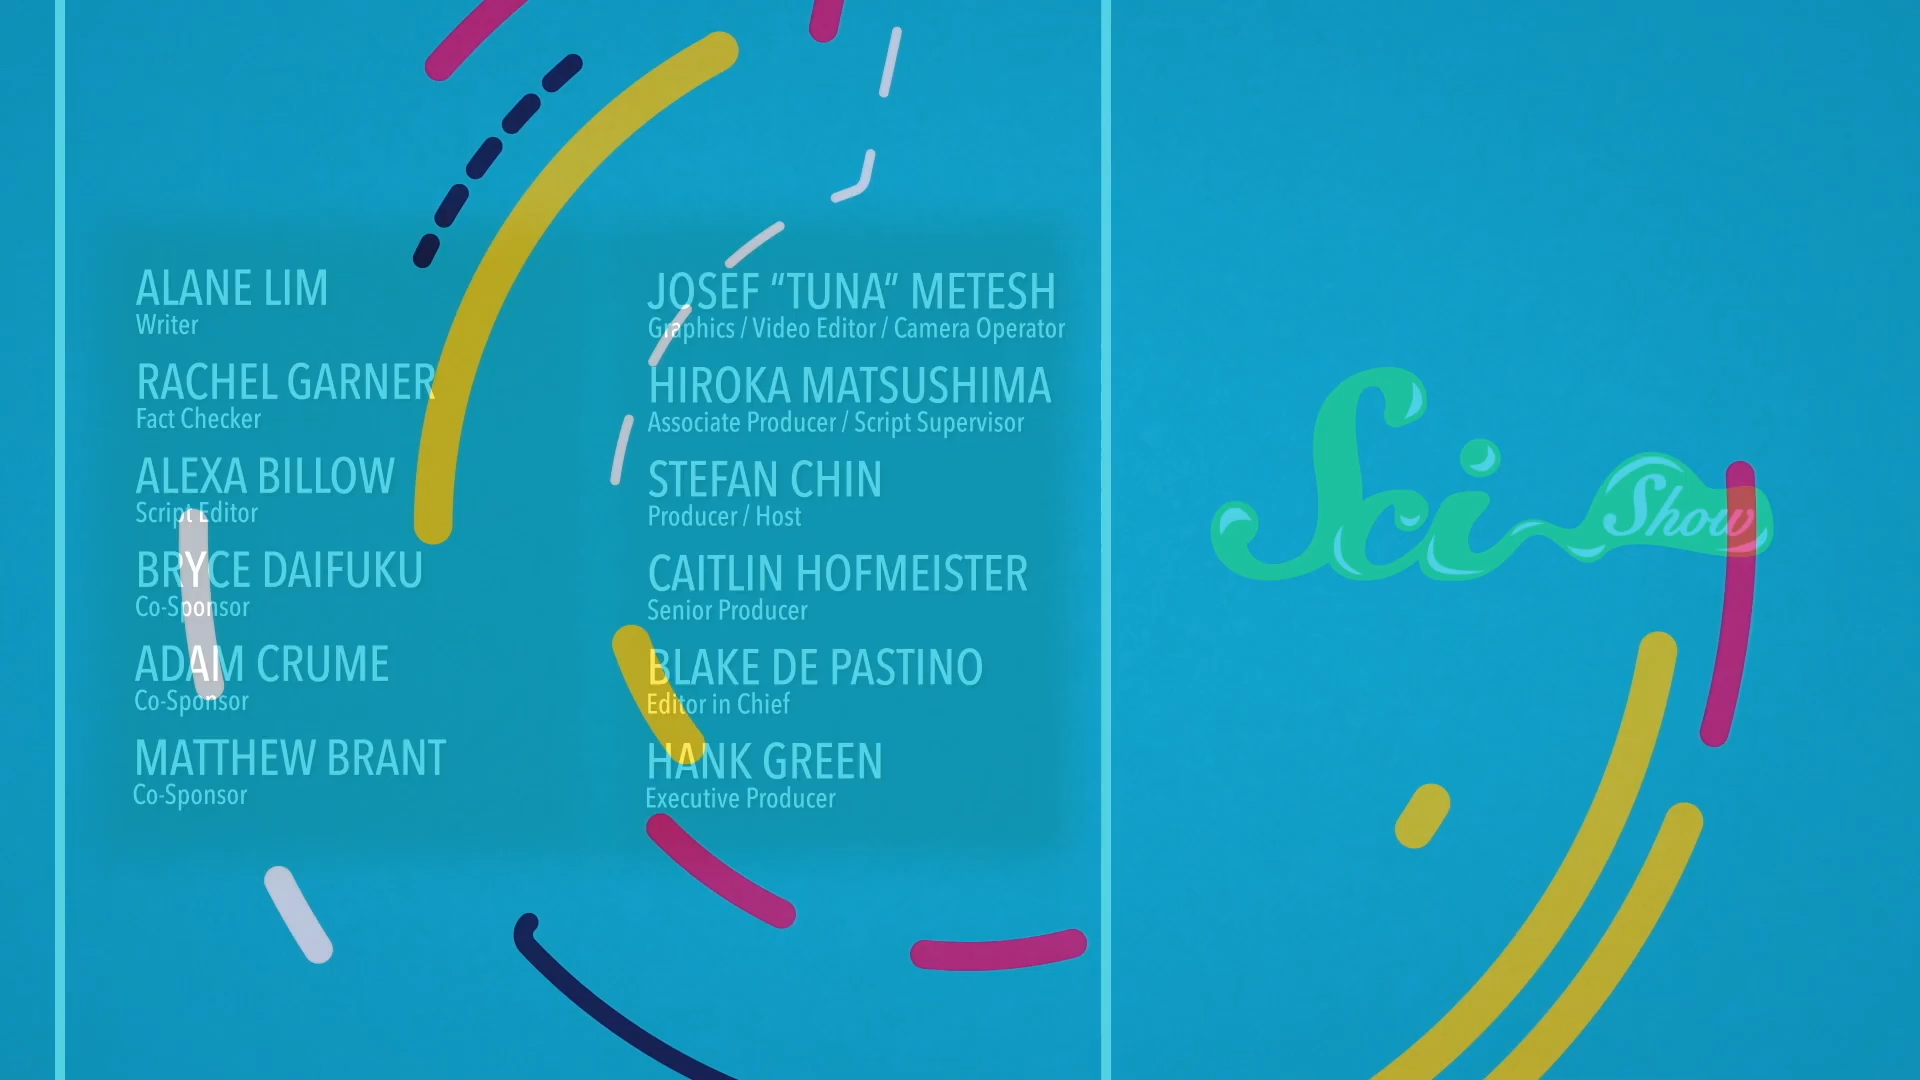 ALANE LIM
Writer
RACHEL GARNER
Fact Checker
ALEXA BILLOW
Script Editor
BRYCE DAIFUKU
Co-Sponsor
ADAM CRUME
Co-Sponsor
MATTHEW BRANT
Co-Sponsor
JOSEF “TUNA” METESH
Graphics / Video Editor / Camera Operator
HIROKA MATSUSHIMA
Associate Producer / Script Supervisor
STEFAN CHIN
Producer / Host
CAITLIN HOFMEISTER
Senior Producer
BLAKE DE PASTINO
Editor in Chief
HANK GREEN
Executive Producer
Sci Show